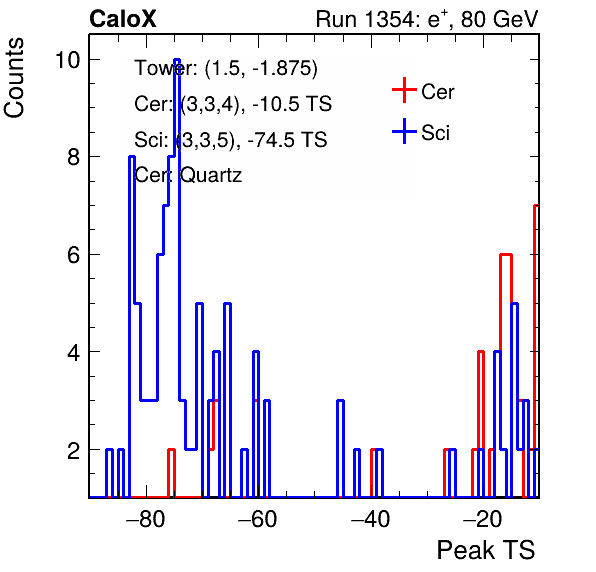 CaloX Run 1354: e⁺, 80 GeV
Counts
10
8
6
4
2
Tower: (1.5, -1.875)
Cer: (3,3,4), -10.5 TS
Sci: (3,3,5), -74.5 TS
Cer: Quartz
Cer
Sci
−80 −60 −40 −20
Peak TS